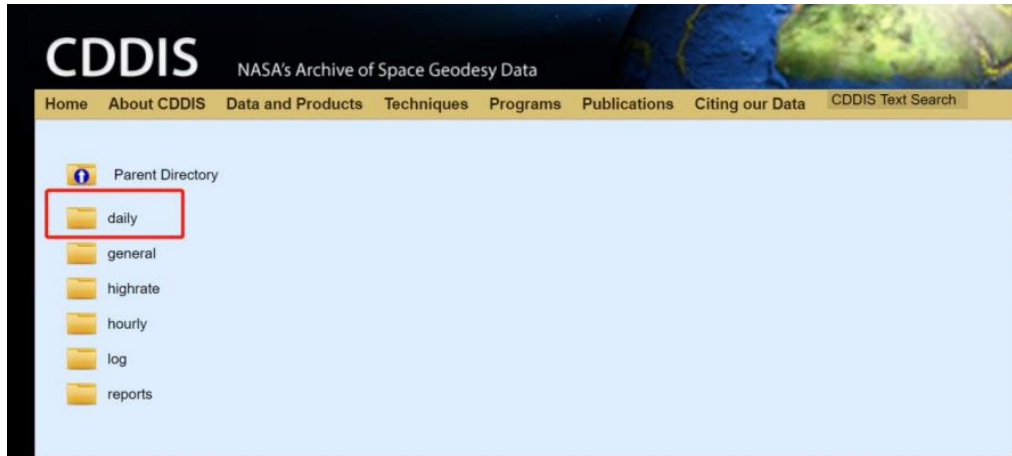 CDDIS NASA's Archive of Space Geodesy Data
Home About CDDIS Data and Products Techniques Programs Publications Citing our Data CDDIS Text Search
Parent Directory
daily
general
highrate
hourly
log
reports